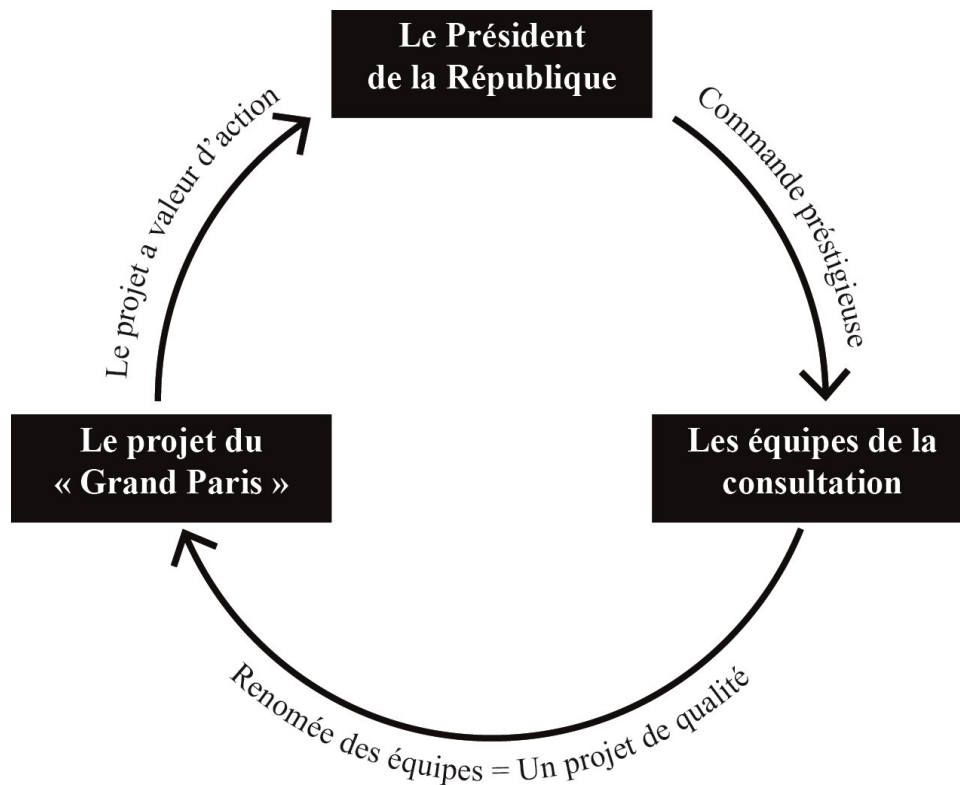 Le Président
de la République
Commande préstigieuse
Les équipes de la
consultation
Renomée des équipes = Un projet de qualité
Le projet du
« Grand Paris »
Le projet a valeur d’action